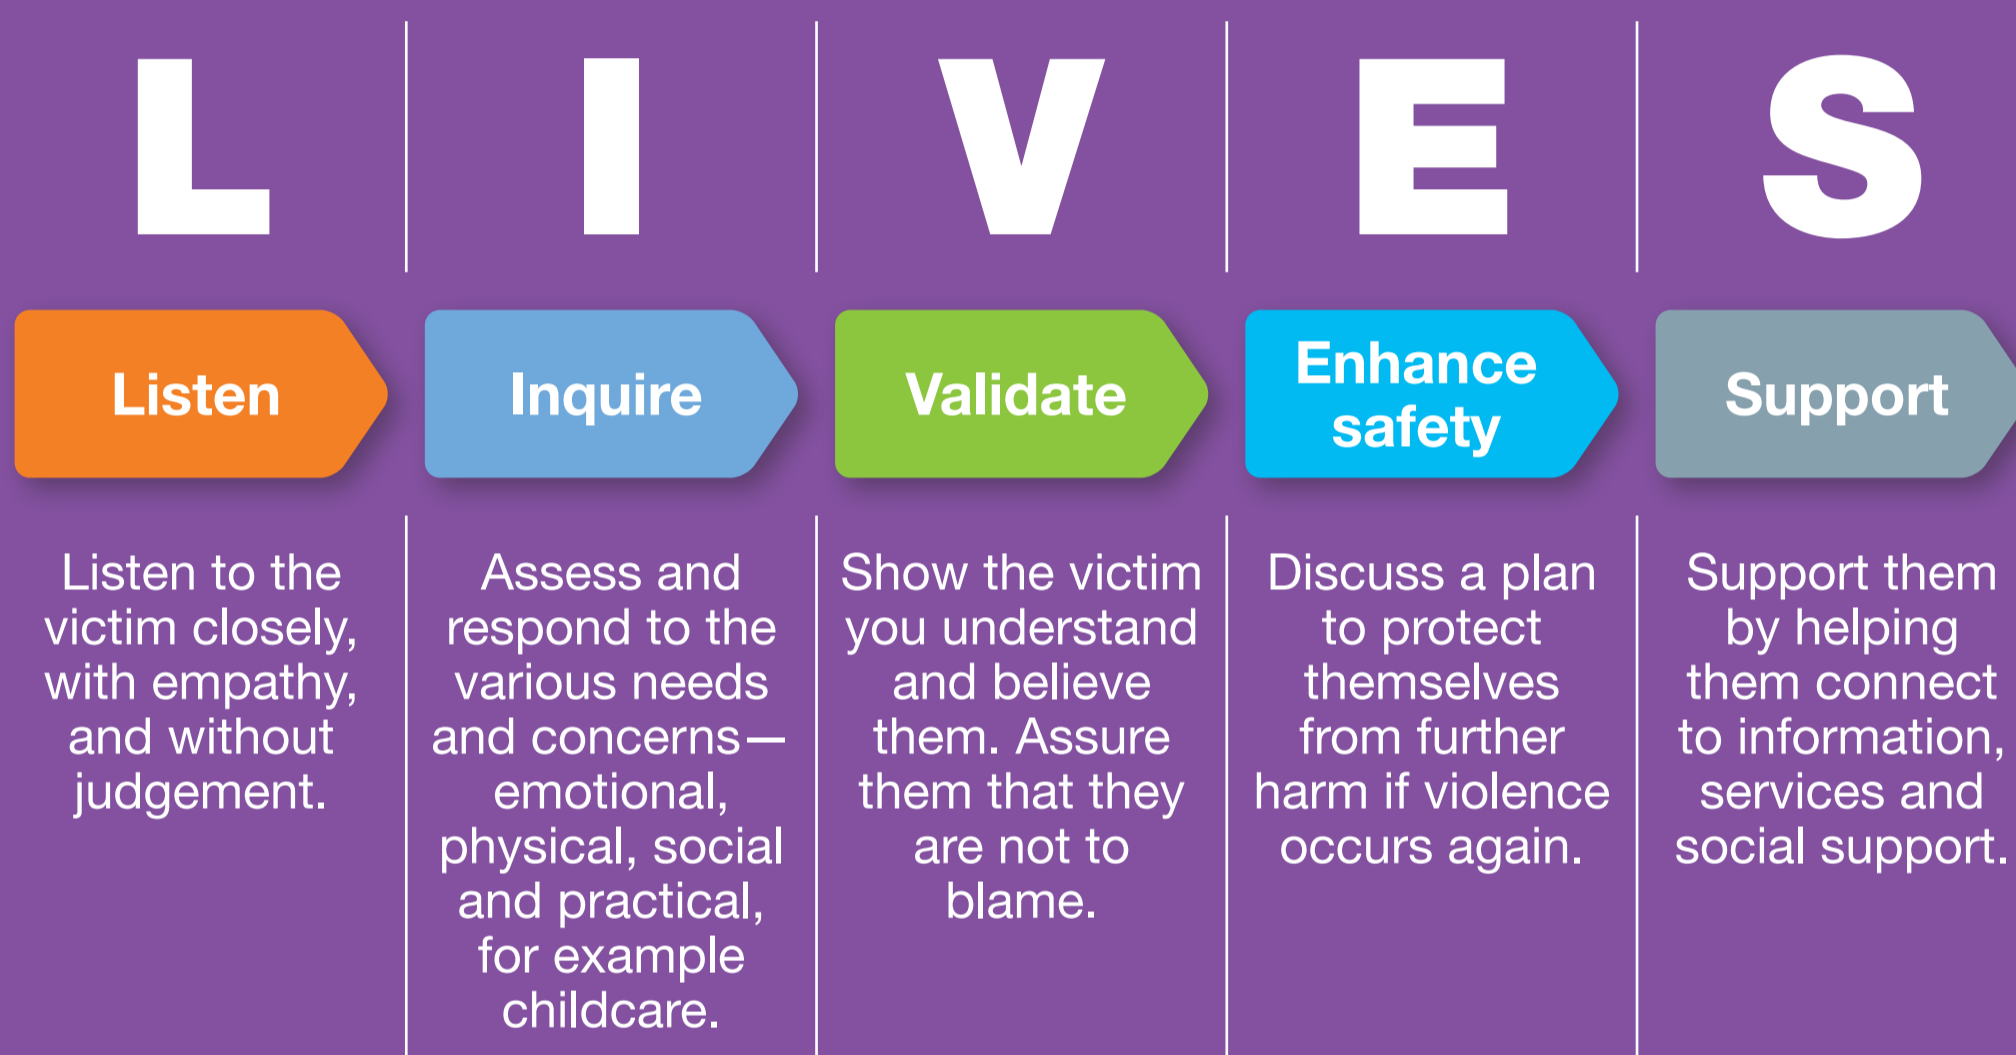 L
I
V
E
S
Listen
Inquire
Validate
Enhance
safety
Support
Listen to the
victim closely,
with empathy,
and without
judgement.
Assess and
respond to the
various needs
and concerns—
emotional,
physical, social
and practical,
for example
childcare.
Show the victim
you understand
and believe
them. Assure
them that they
are not to
blame.
Discuss a plan
to protect
themselves
from further
harm if violence
occurs again.
Support them
by helping
them connect
to information,
services and
social support.